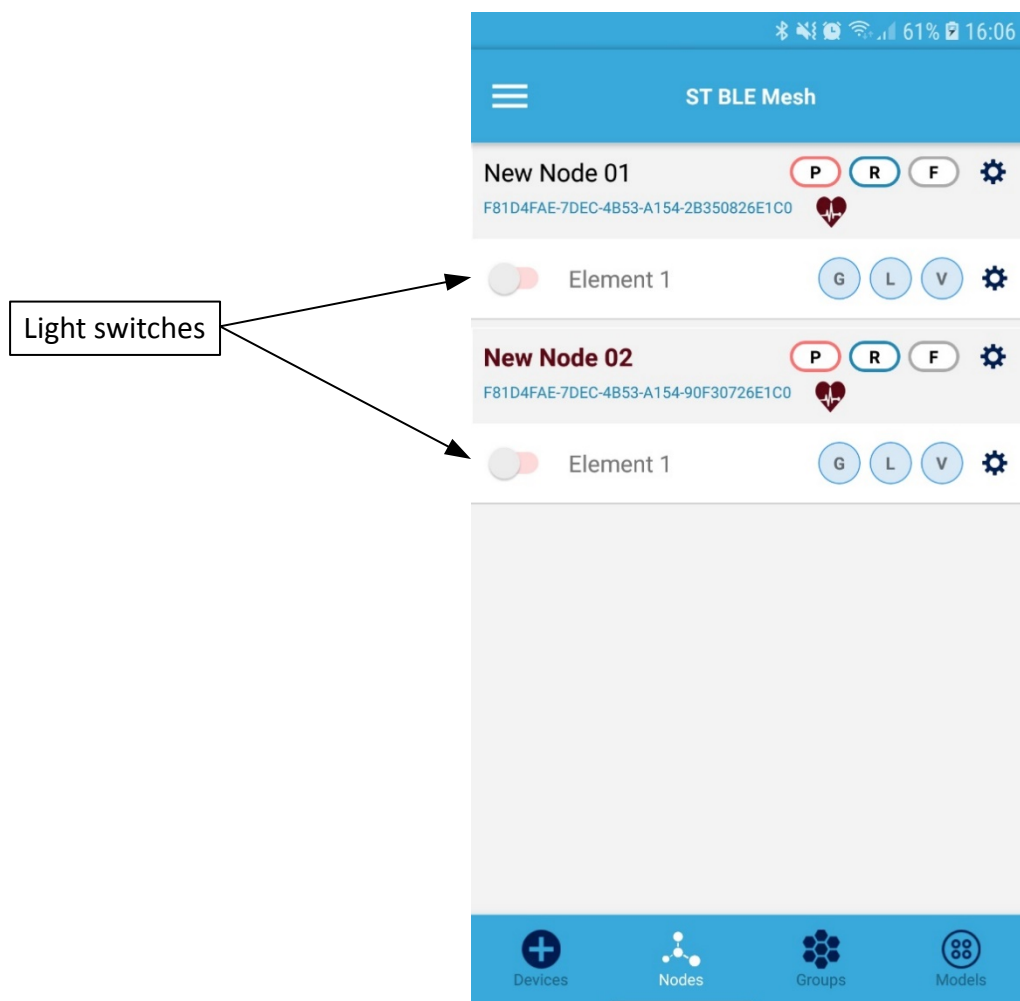 61% 16:06
ST BLE Mesh
New Node 01 P R F
F81D4FAE-7DEC-4B53-A154-2B350826E1C0
Element 1 G L V
Light switches
New Node 02 P R F
F81D4FAE-7DEC-4B53-A154-90F30726E1C0
Element 1 G L V
Devices Nodes Groups Models